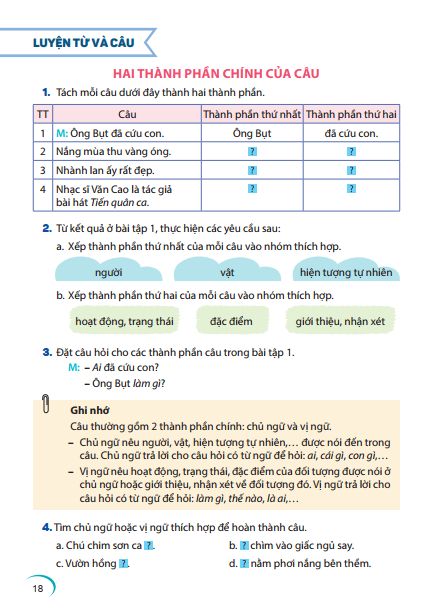 LUYỆN TỪ VÀ CÂU
HAI THÀNH PHẦN CHÍNH CỦA CÂU
1. Tách mỗi câu dưới đây thành hai thành phần.
TT Câu Thành phần thứ nhất Thành phần thứ hai
1 M: Ông Bụt đã cứu con. Ông Bụt đã cứu con.
2 Nắng mùa thu vàng óng. ? ?
3 Nhành lan ấy rất đẹp. ? ?
4 Nhạc sĩ Văn Cao là tác giả ? ?
bài hát Tiến quân ca.
2. Từ kết quả ở bài tập 1, thực hiện các yêu cầu sau:
a. Xếp thành phần thứ nhất của mỗi câu vào nhóm thích hợp.
người vật hiện tượng tự nhiên
b. Xếp thành phần thứ hai của mỗi câu vào nhóm thích hợp.
hoạt động, trạng thái đặc điểm giới thiệu, nhận xét
3. Đặt câu hỏi cho các thành phần câu trong bài tập 1.
M: – Ai đã cứu con?
– Ông Bụt làm gì?
Ghi nhớ
Câu thường gồm 2 thành phần chính: chủ ngữ và vị ngữ.
– Chủ ngữ nêu người, vật, hiện tượng tự nhiên,... được nói đến trong
câu. Chủ ngữ trả lời cho câu hỏi có từ ngữ để hỏi: ai, cái gì, con gì,...
– Vị ngữ nêu hoạt động, trạng thái, đặc điểm của đối tượng được nói ở
chủ ngữ hoặc giới thiệu, nhận xét về đối tượng đó. Vị ngữ trả lời cho
câu hỏi có từ ngữ để hỏi: làm gì, thế nào, là ai,...
4. Tìm chủ ngữ hoặc vị ngữ thích hợp để hoàn thành câu.
a. Chú chim sơn ca ?. b. ? chìm vào giấc ngủ say.
c. Vườn hồng ?. d. ? nằm phơi nắng bên thềm.
18